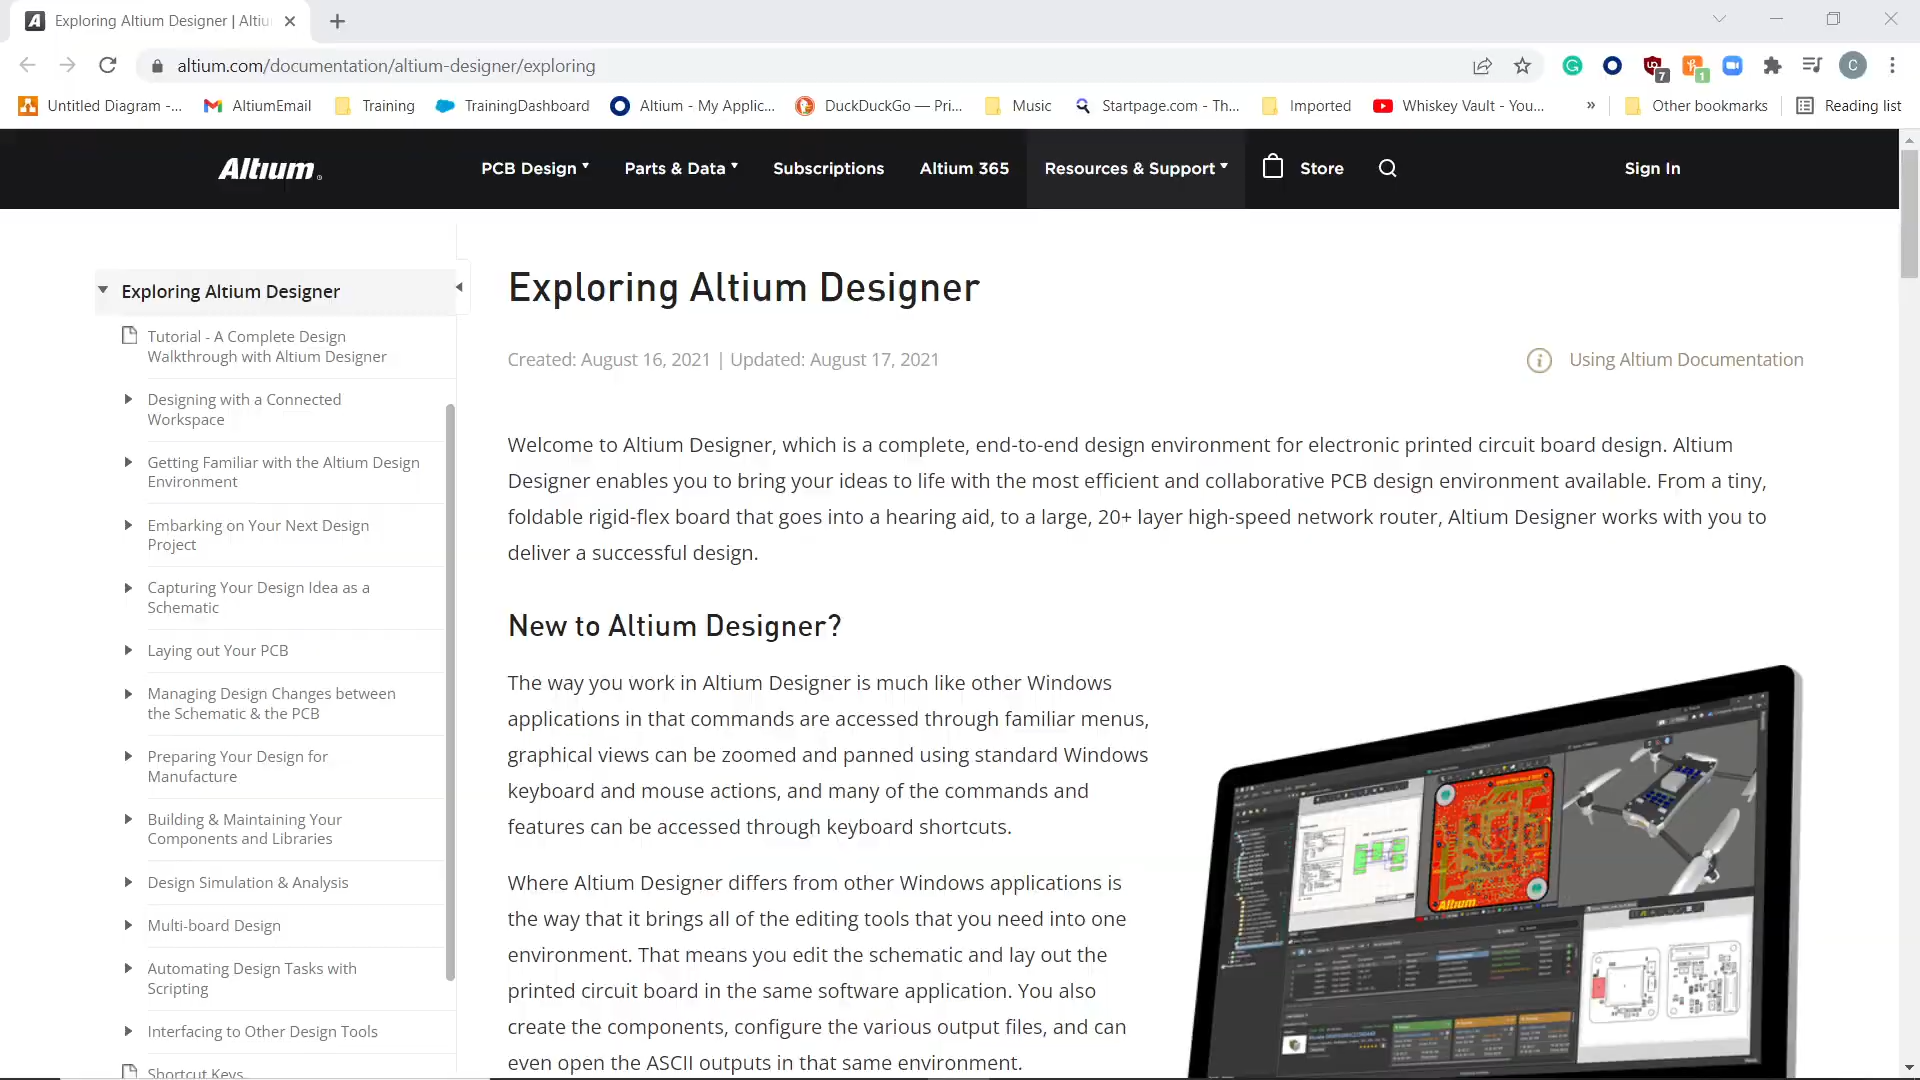 Exploring Altium Designer | Altiu
altium.com/documentation/altium-designer/exploring
7
1
C
Untitled Diagram -...
AltiumEmail
Training
TrainingDashboard
Altium - My Applic...
DuckDuckGo — Pri...
Music
Startpage.com - Th...
Imported
Whiskey Vault - You...
»
Other bookmarks
Reading list
Altium
PCB Design
Parts & Data
Subscriptions
Altium 365
Resources & Support
Store
Sign In
Exploring Altium Designer
Tutorial - A Complete Design
Walkthrough with Altium Designer
Designing with a Connected
Workspace
Getting Familiar with the Altium Design
Environment
Embarking on Your Next Design
Project
Capturing Your Design Idea as a
Schematic
Laying out Your PCB
Managing Design Changes between
the Schematic & the PCB
Preparing Your Design for
Manufacture
Building & Maintaining Your
Components and Libraries
Design Simulation & Analysis
Multi-board Design
Automating Design Tasks with
Scripting
Interfacing to Other Design Tools
Shortcut Keys
Exploring Altium Designer
Created: August 16, 2021 | Updated: August 17, 2021
Using Altium Documentation
Welcome to Altium Designer, which is a complete, end-to-end design environment for electronic printed circuit board design. Altium
Designer enables you to bring your ideas to life with the most efficient and collaborative PCB design environment available. From a tiny,
foldable rigid-flex board that goes into a hearing aid, to a large, 20+ layer high-speed network router, Altium Designer works with you to
deliver a successful design.
New to Altium Designer?
The way you work in Altium Designer is much like other Windows
applications in that commands are accessed through familiar menus,
graphical views can be zoomed and panned using standard Windows
keyboard and mouse actions, and many of the commands and
features can be accessed through keyboard shortcuts.
Where Altium Designer differs from other Windows applications is
the way that it brings all of the editing tools that you need into one
environment. That means you edit the schematic and lay out the
printed circuit board in the same software application. You also
create the components, configure the various output files, and can
even open the ASCII outputs in that same environment.
Altium